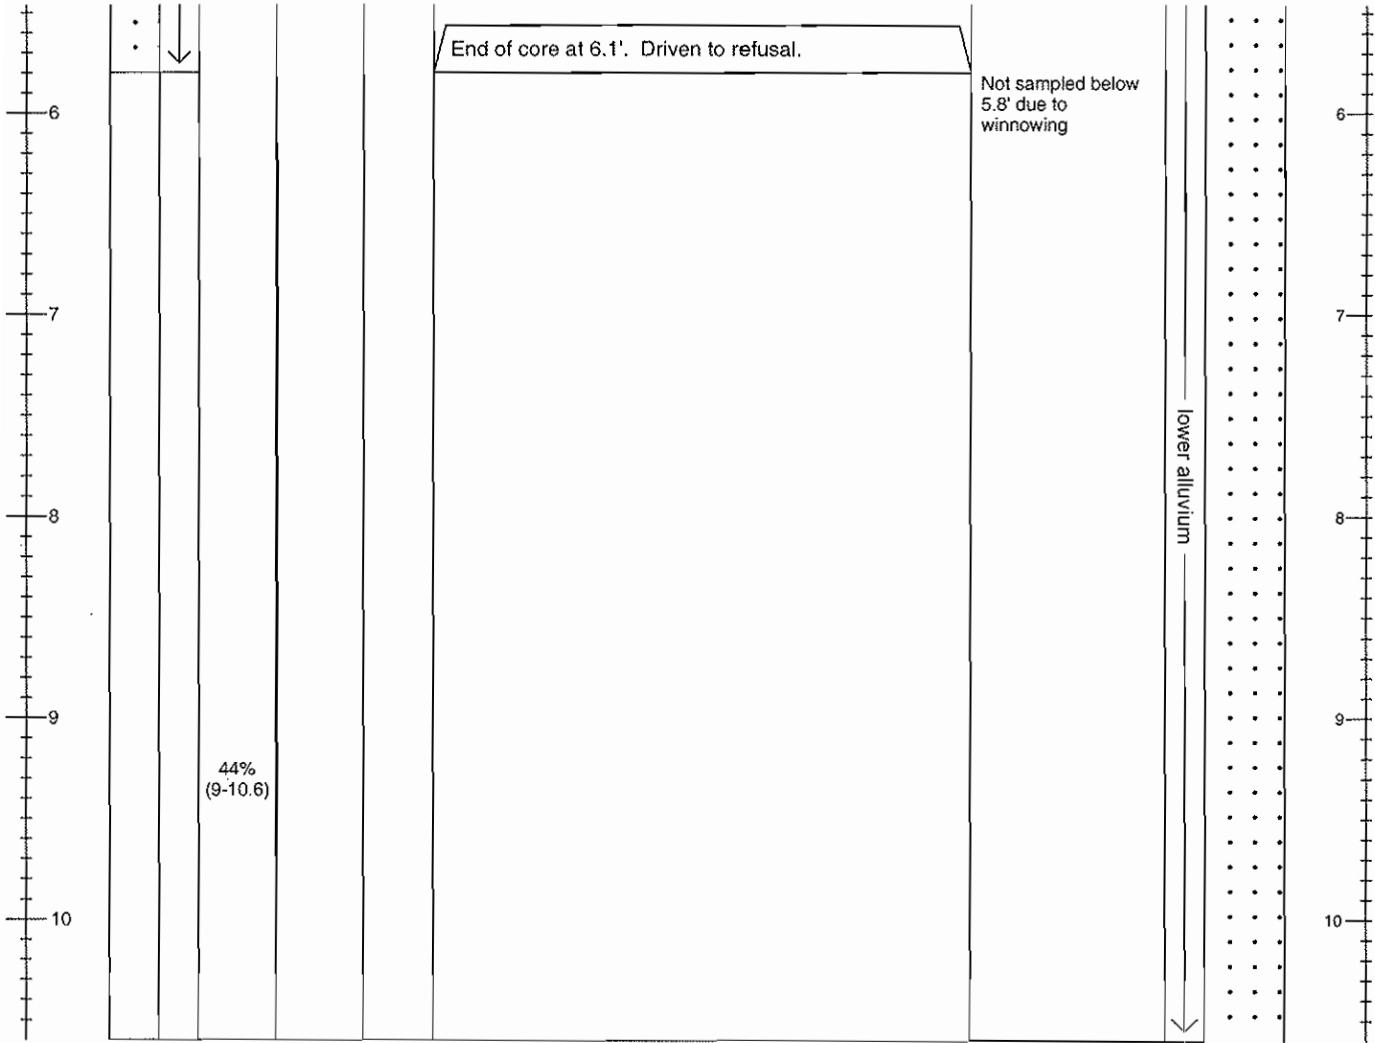 End of core at 6.1'. Driven to refusal.
Not sampled below
5.8' due to
winnowing
6
6
7
7
lower alluvium
8
8
9
9
44%
(9-10.6)
10
10